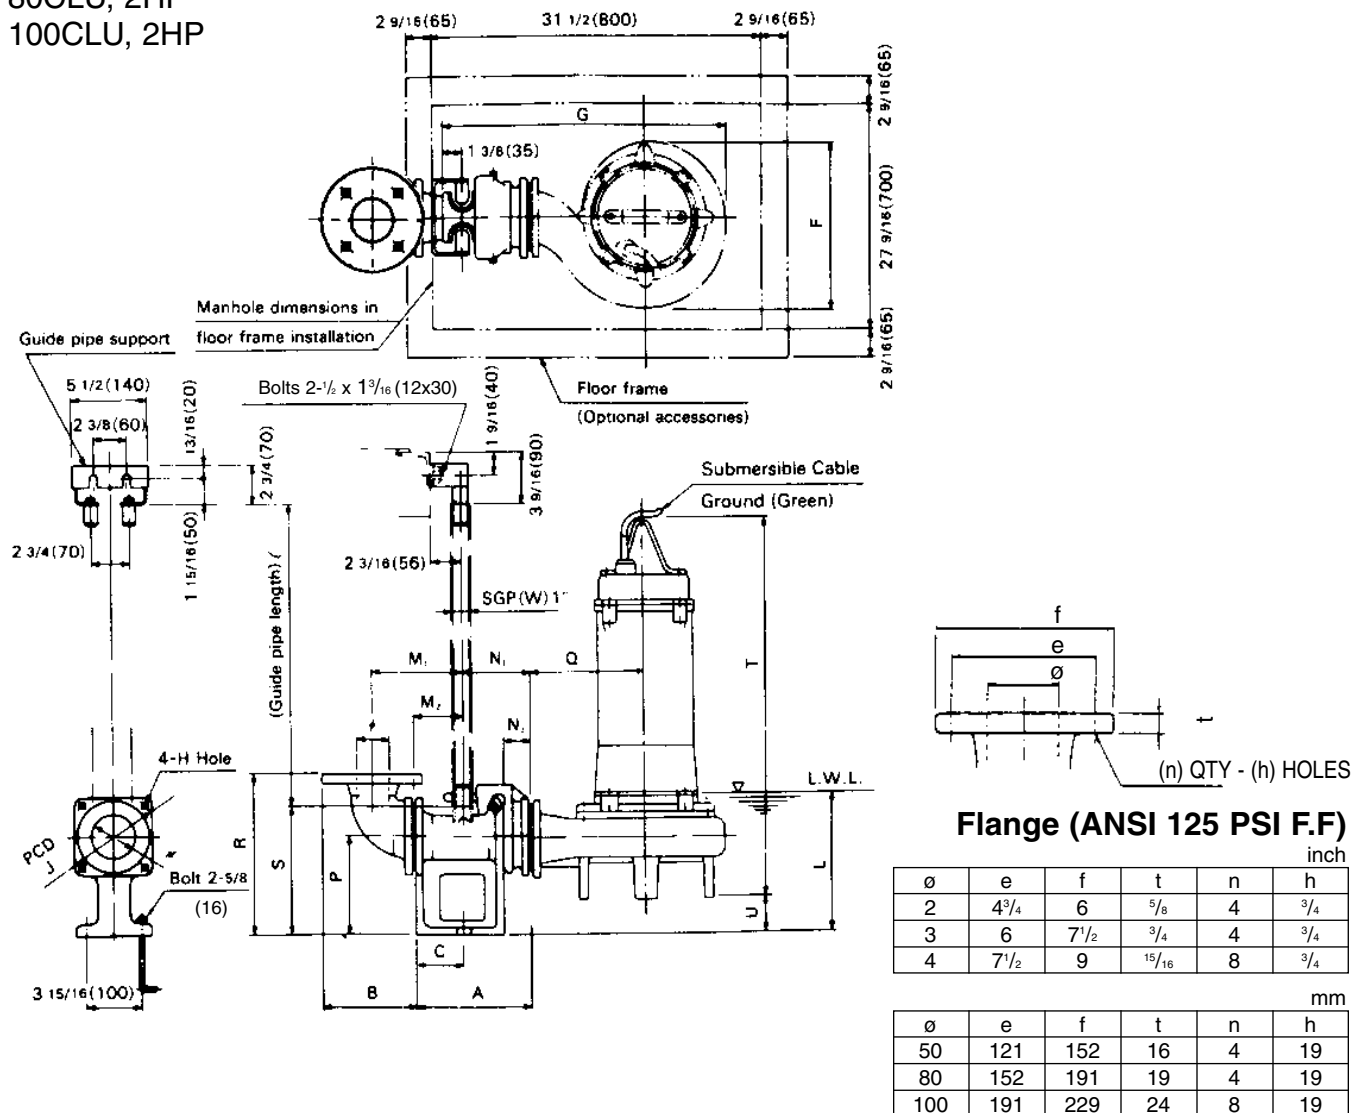 80CLU, 2HP
100CLU, 2HP
2 9/16(65) 31 1/2(800) 2 9/16(65)
2 9/16(65)
G
1 3/8(35)
27 9/16(700)
F
Manhole dimensions in
floor frame installation
2 9/16(65)
Guide pipe support
5 1/2(140)
2 3/8(60)
13/16(20)
2 3/4(70)
Bolts 2-1/2 x 1 3/16 (12x30)
1 9/16(40)
3 9/16(90)
Floor frame
(Optional accessories)
Submersible Cable
Ground (Green)
2 3/4(70)
1 15/16(50)
2 3/16(56)
SGP(W) 1"
(Guide pipe length) ℓ
M1 N1 Q
M2
N2
T
4-H Hole
PCD
J
Bolt 2-5/8
(16)
R
S
P
L.W.L.
L
U
C
3 15/16(100)
B A
f
e
ø
t
(n) QTY - (h) HOLES
Flange (ANSI 125 PSI F.F)
inch
ø e f t n h
2 4 3/4 6 5/8 4 3/4
3 6 7 1/2 3/4 4 3/4
4 7 1/2 9 15/16 8 3/4
mm
ø e f t n h
50 121 152 16 4 19
80 152 191 19 4 19
100 191 229 24 8 19